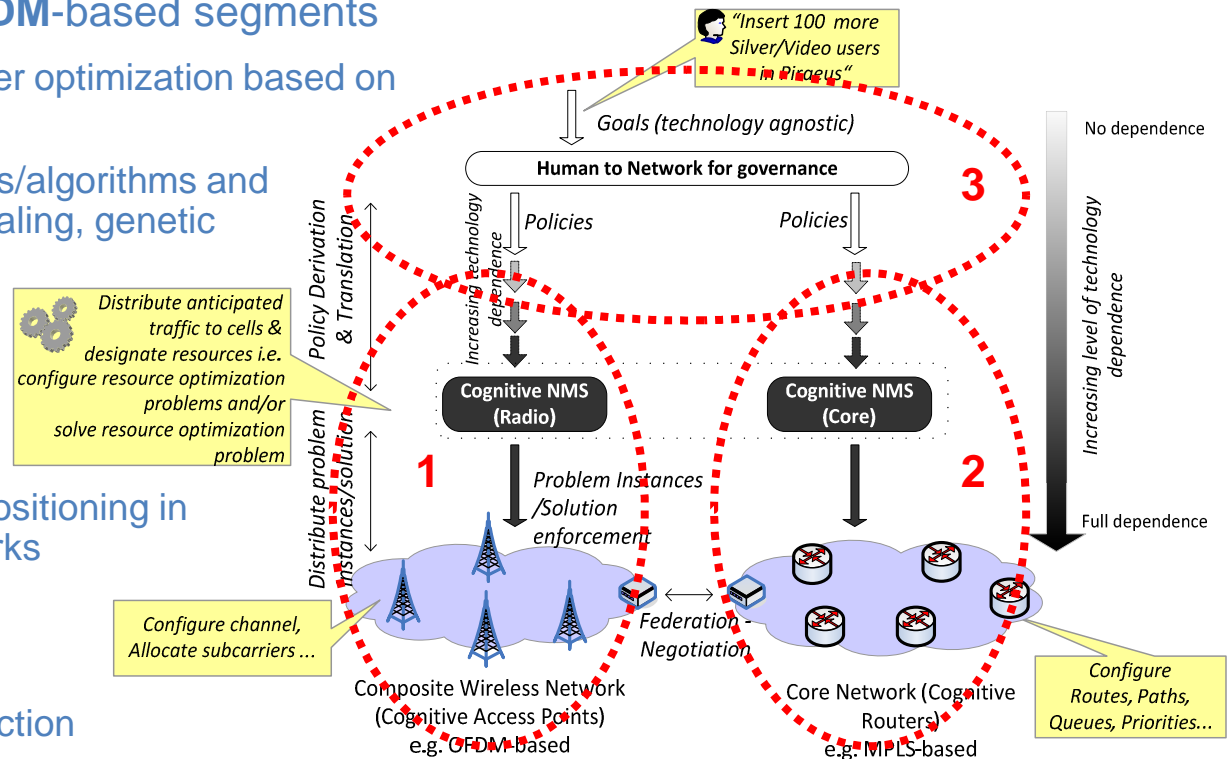 DM-based segments
er optimization based on
s/algorithms and
aling, genetic
ositioning in
rks
ction
“Insert 100 more
Silver/Video users
in Piraeus“
Goals (technology agnostic)
Human to Network for governance
3
No dependence
Policies
Policies
Policy Derivation
& Translation
Increasing technology
dependence
Increasing level of technology
dependence
Distribute anticipated
traffic to cells &
designate resources i.e.
configure resource optimization
problems and/or
solve resource optimization
problem
Cognitive NMS
(Radio)
Cognitive NMS
(Core)
Distribute problem
instances/solution
1
Problem Instances
/Solution
enforcement
2
Full dependence
Configure channel,
Allocate subcarriers ...
Federation -
Negotiation
Configure
Routes, Paths,
Queues, Priorities...
Composite Wireless Network
(Cognitive Access Points)
e.g. OFDM-based
Core Network (Cognitive
Routers)
e.g. MPLS-based